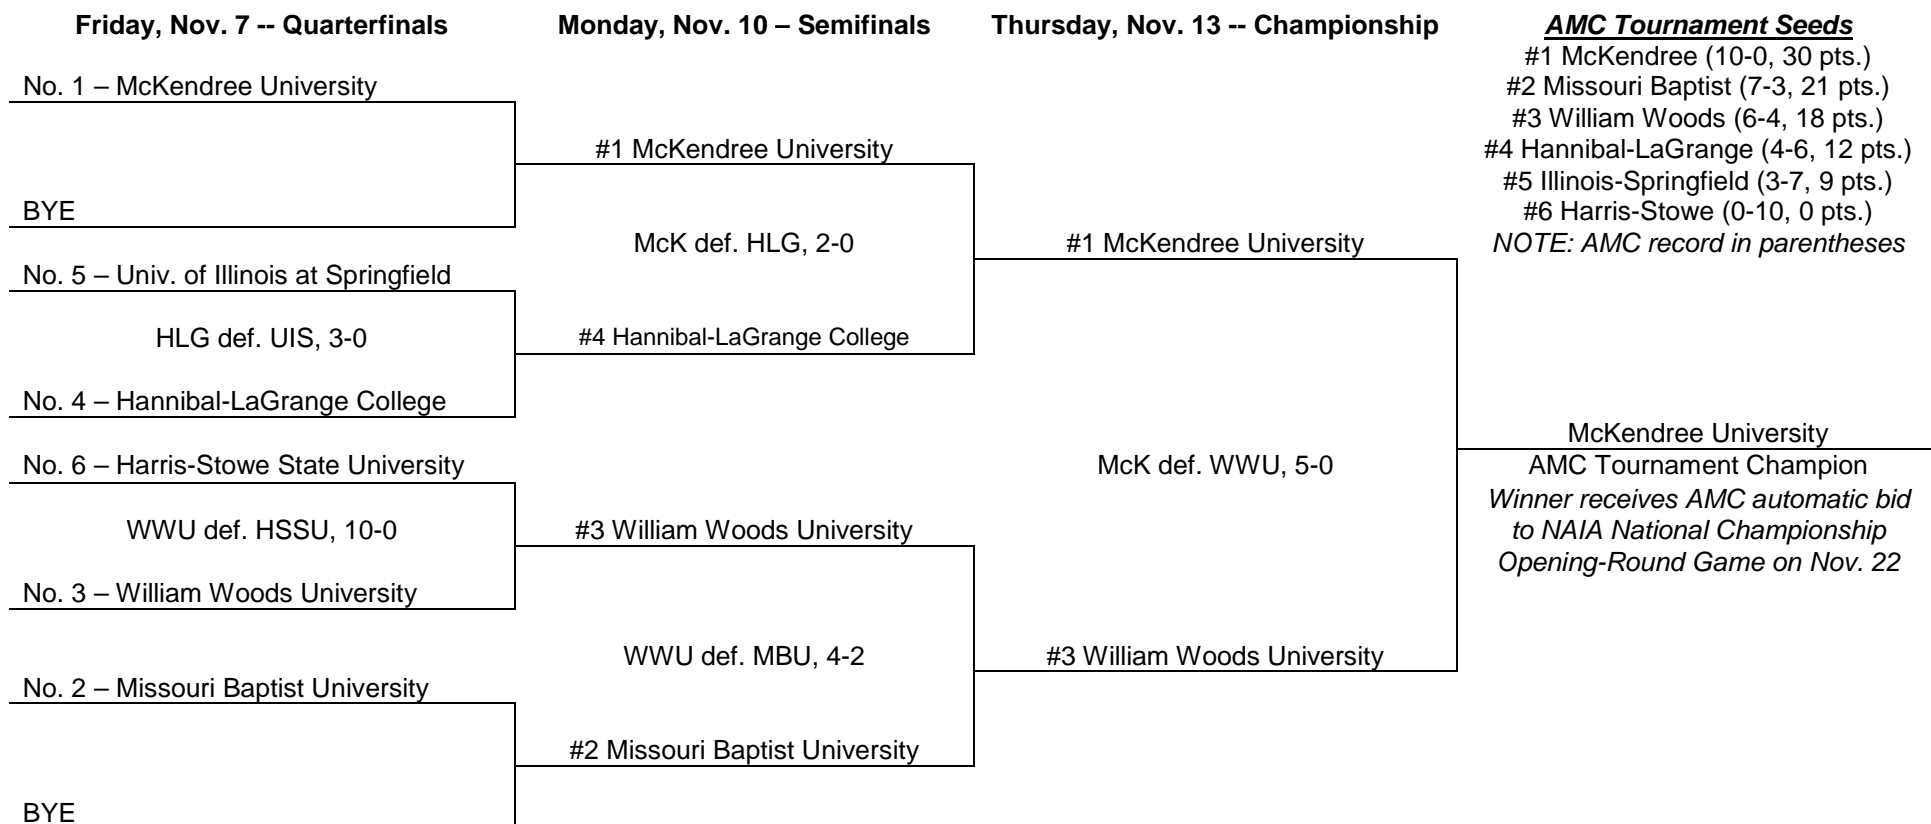 Friday, Nov. 7 -- Quarterfinals
Monday, Nov. 10 – Semifinals
Thursday, Nov. 13 -- Championship
AMC Tournament Seeds
#1 McKendree (10-0, 30 pts.)
#2 Missouri Baptist (7-3, 21 pts.)
#3 William Woods (6-4, 18 pts.)
#4 Hannibal-LaGrange (4-6, 12 pts.)
#5 Illinois-Springfield (3-7, 9 pts.)
#6 Harris-Stowe (0-10, 0 pts.)
NOTE: AMC record in parentheses
No. 1 – McKendree University
BYE
No. 5 – Univ. of Illinois at Springfield
HLG def. UIS, 3-0
No. 4 – Hannibal-LaGrange College
No. 6 – Harris-Stowe State University
WWU def. HSSU, 10-0
No. 3 – William Woods University
No. 2 – Missouri Baptist University
BYE
#1 McKendree University
McK def. HLG, 2-0
#4 Hannibal-LaGrange College
#3 William Woods University
WWU def. MBU, 4-2
#2 Missouri Baptist University
#1 McKendree University
McK def. WWU, 5-0
#3 William Woods University
McKendree University
AMC Tournament Champion
Winner receives AMC automatic bid
to NAIA National Championship
Opening-Round Game on Nov. 22